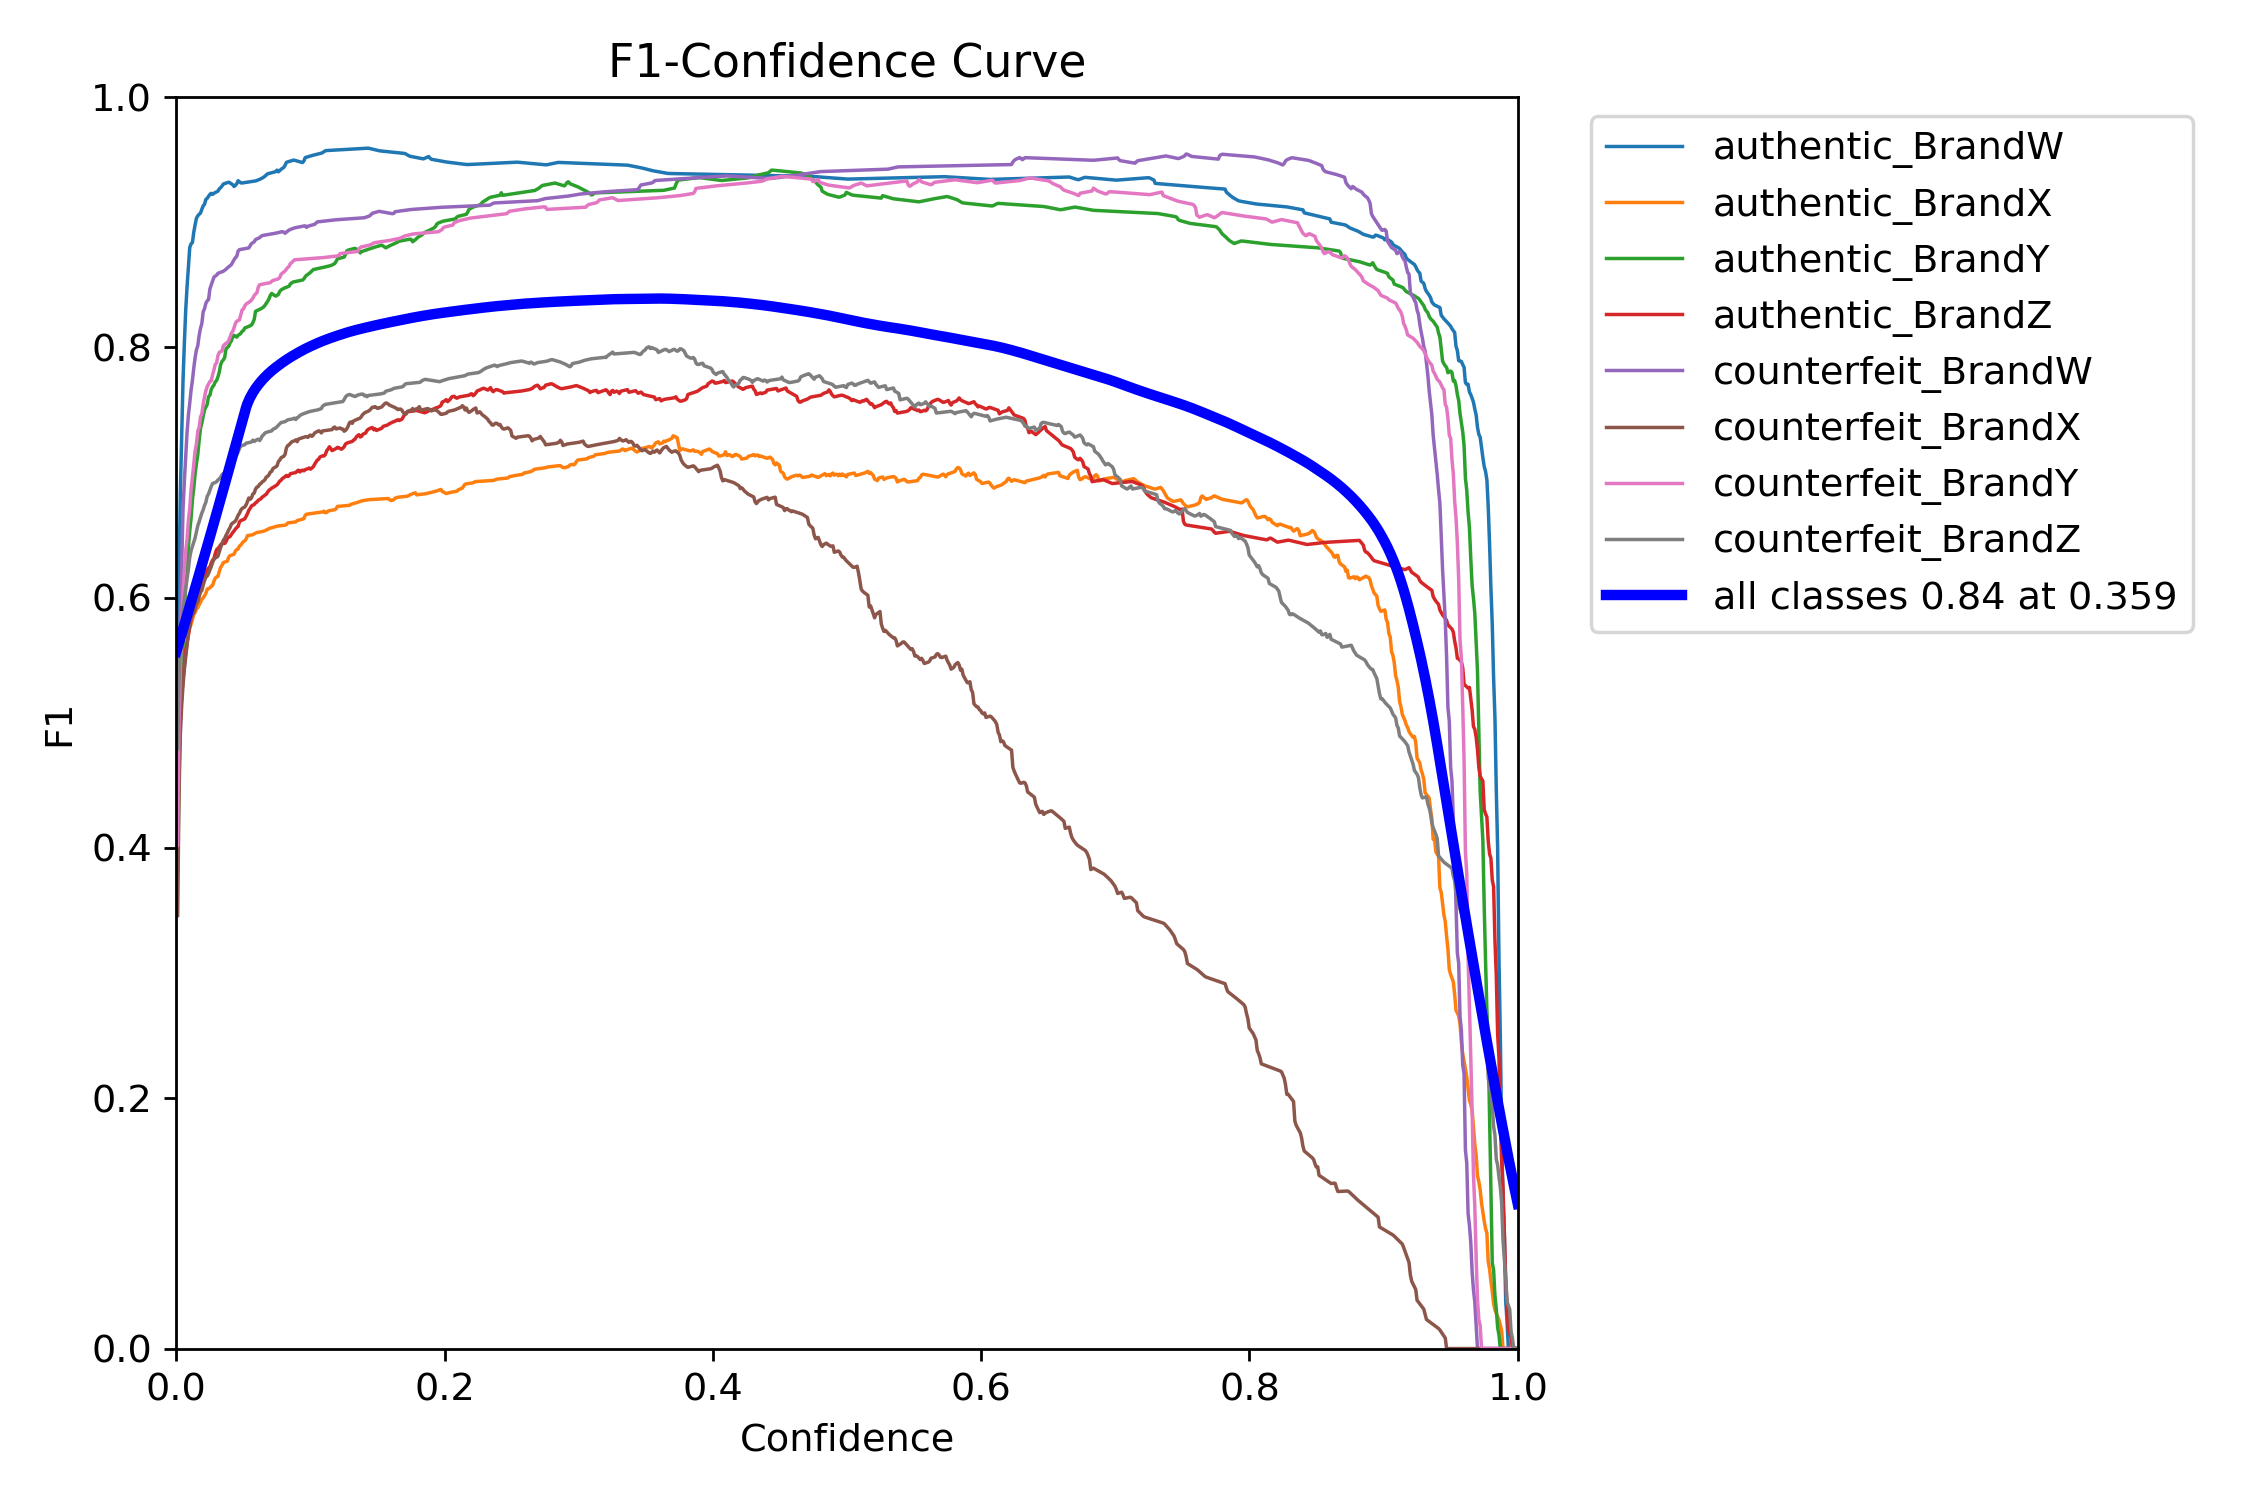 F1-Confidence Curve
1.0
0.8
0.6
0.4
0.2
0.0
F1
0.0 0.2 0.4 0.6 0.8 1.0
Confidence
authentic_BrandW
authentic_BrandX
authentic_BrandY
authentic_BrandZ
counterfeit_BrandW
counterfeit_BrandX
counterfeit_BrandY
counterfeit_BrandZ
all classes 0.84 at 0.359